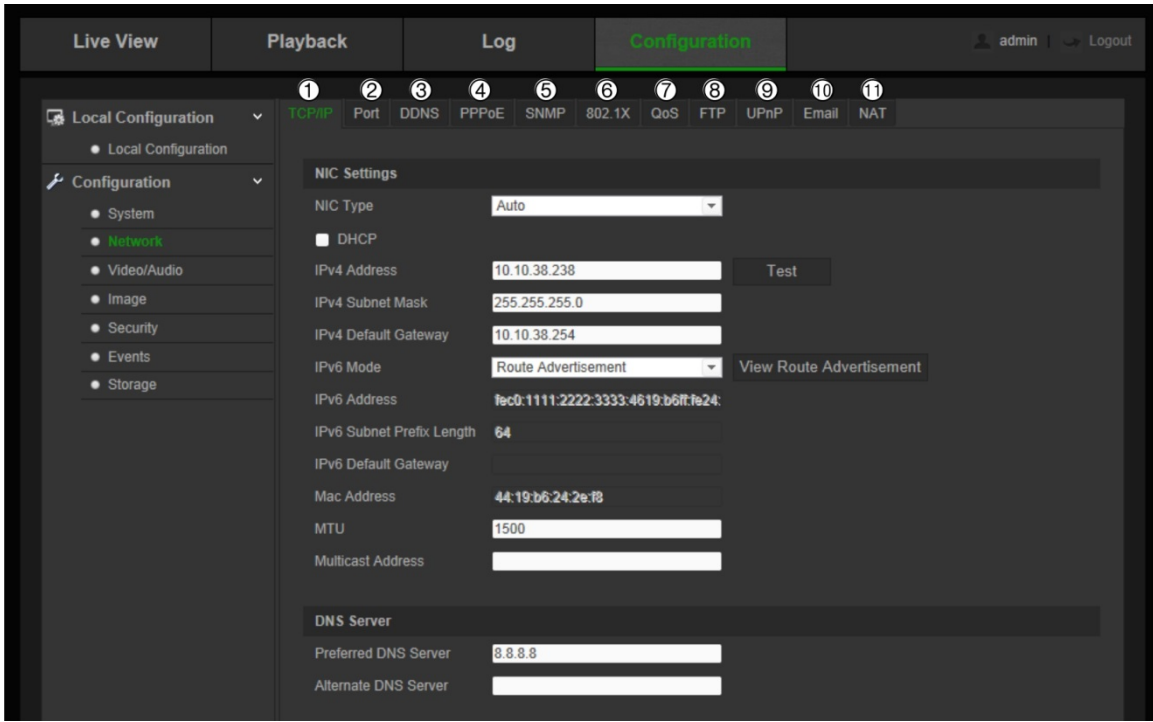 Live View Playback Log Configuration admin | Logout
① ② ③ ④ ⑤ ⑥ ⑦ ⑧ ⑨ ⑩ ⑪
TCP/IP Port DDNS PPPoE SNMP 802.1X QoS FTP UPnP Email NAT
Local Configuration
Local Configuration
Configuration
System
Network
Video/Audio
Image
Security
Events
Storage
NIC Settings
NIC Type Auto
DHCP
IPv4 Address 10.10.38.238 Test
IPv4 Subnet Mask 255.255.255.0
IPv4 Default Gateway 10.10.38.254
IPv6 Mode Route Advertisement View Route Advertisement
IPv6 Address fec0:1111:2222:3333:4619:b6ff:fe24:
IPv6 Subnet Prefix Length 64
IPv6 Default Gateway
Mac Address 44:19:b6:24:2e:f8
MTU 1500
Multicast Address
DNS Server
Preferred DNS Server 8.8.8.8
Alternate DNS Server